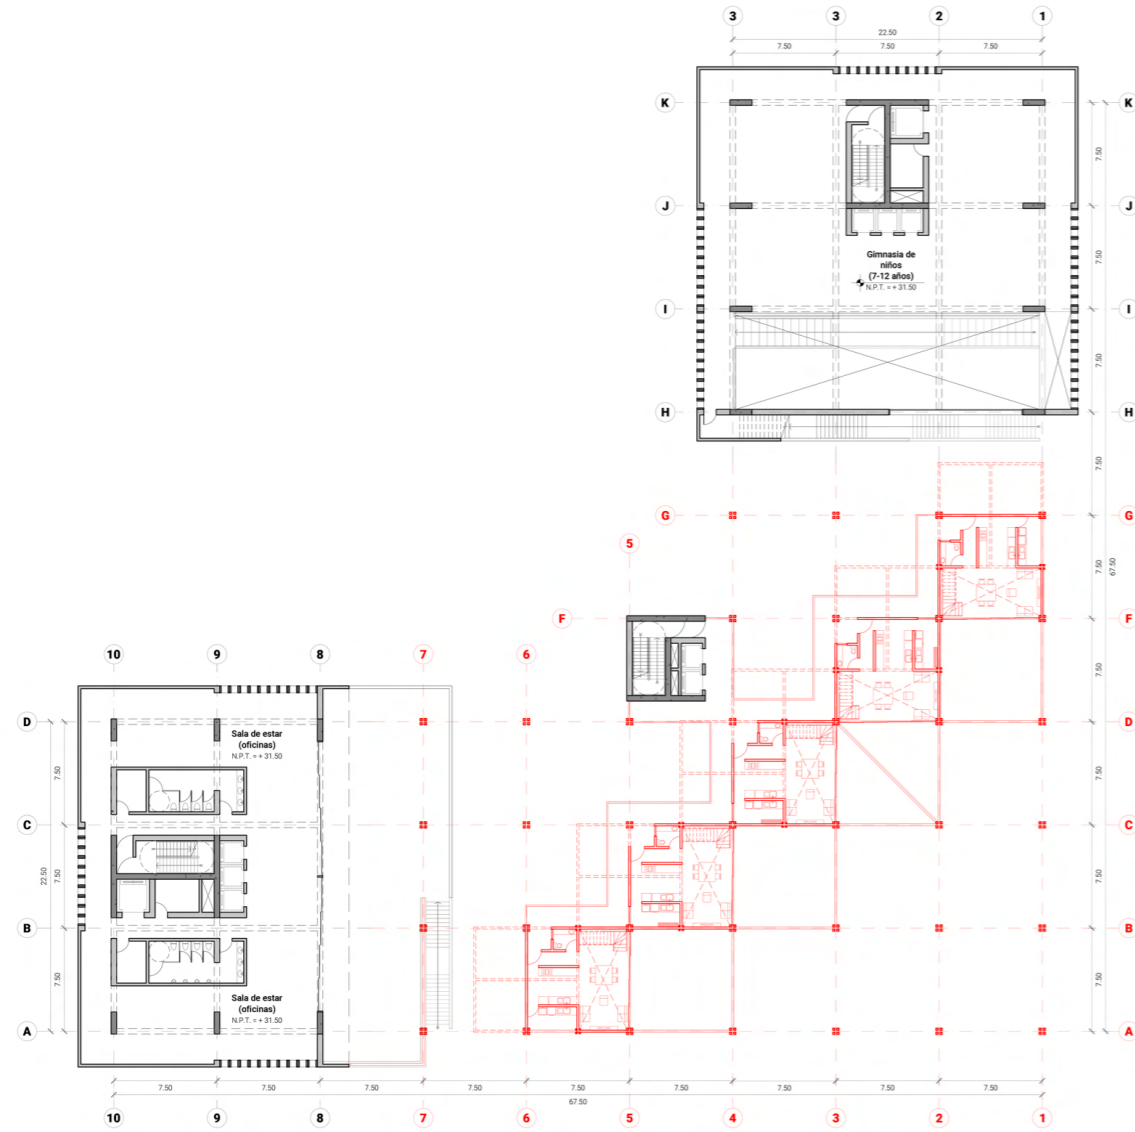 3 3 2 1
22.50
7.50 7.50 7.50
K K
7.50
J J
Gimnasia de
niños
(7-12 años)
N.P.T. = + 31.50
7.50
I I
7.50
H H
7.50
G G
5
7.50
67.50
F F
10 9 8 7 6
7.50
D D
Sala de estar
(oficinas)
N.P.T. = + 31.50
7.50 7.50
C C
22.50
7.50 7.50
B B
7.50 7.50
Sala de estar
(oficinas)
N.P.T. = + 31.50
A A
7.50 7.50 7.50 7.50 7.50 7.50 7.50 7.50 7.50
67.50
10 9 8 7 6 5 4 3 2 1